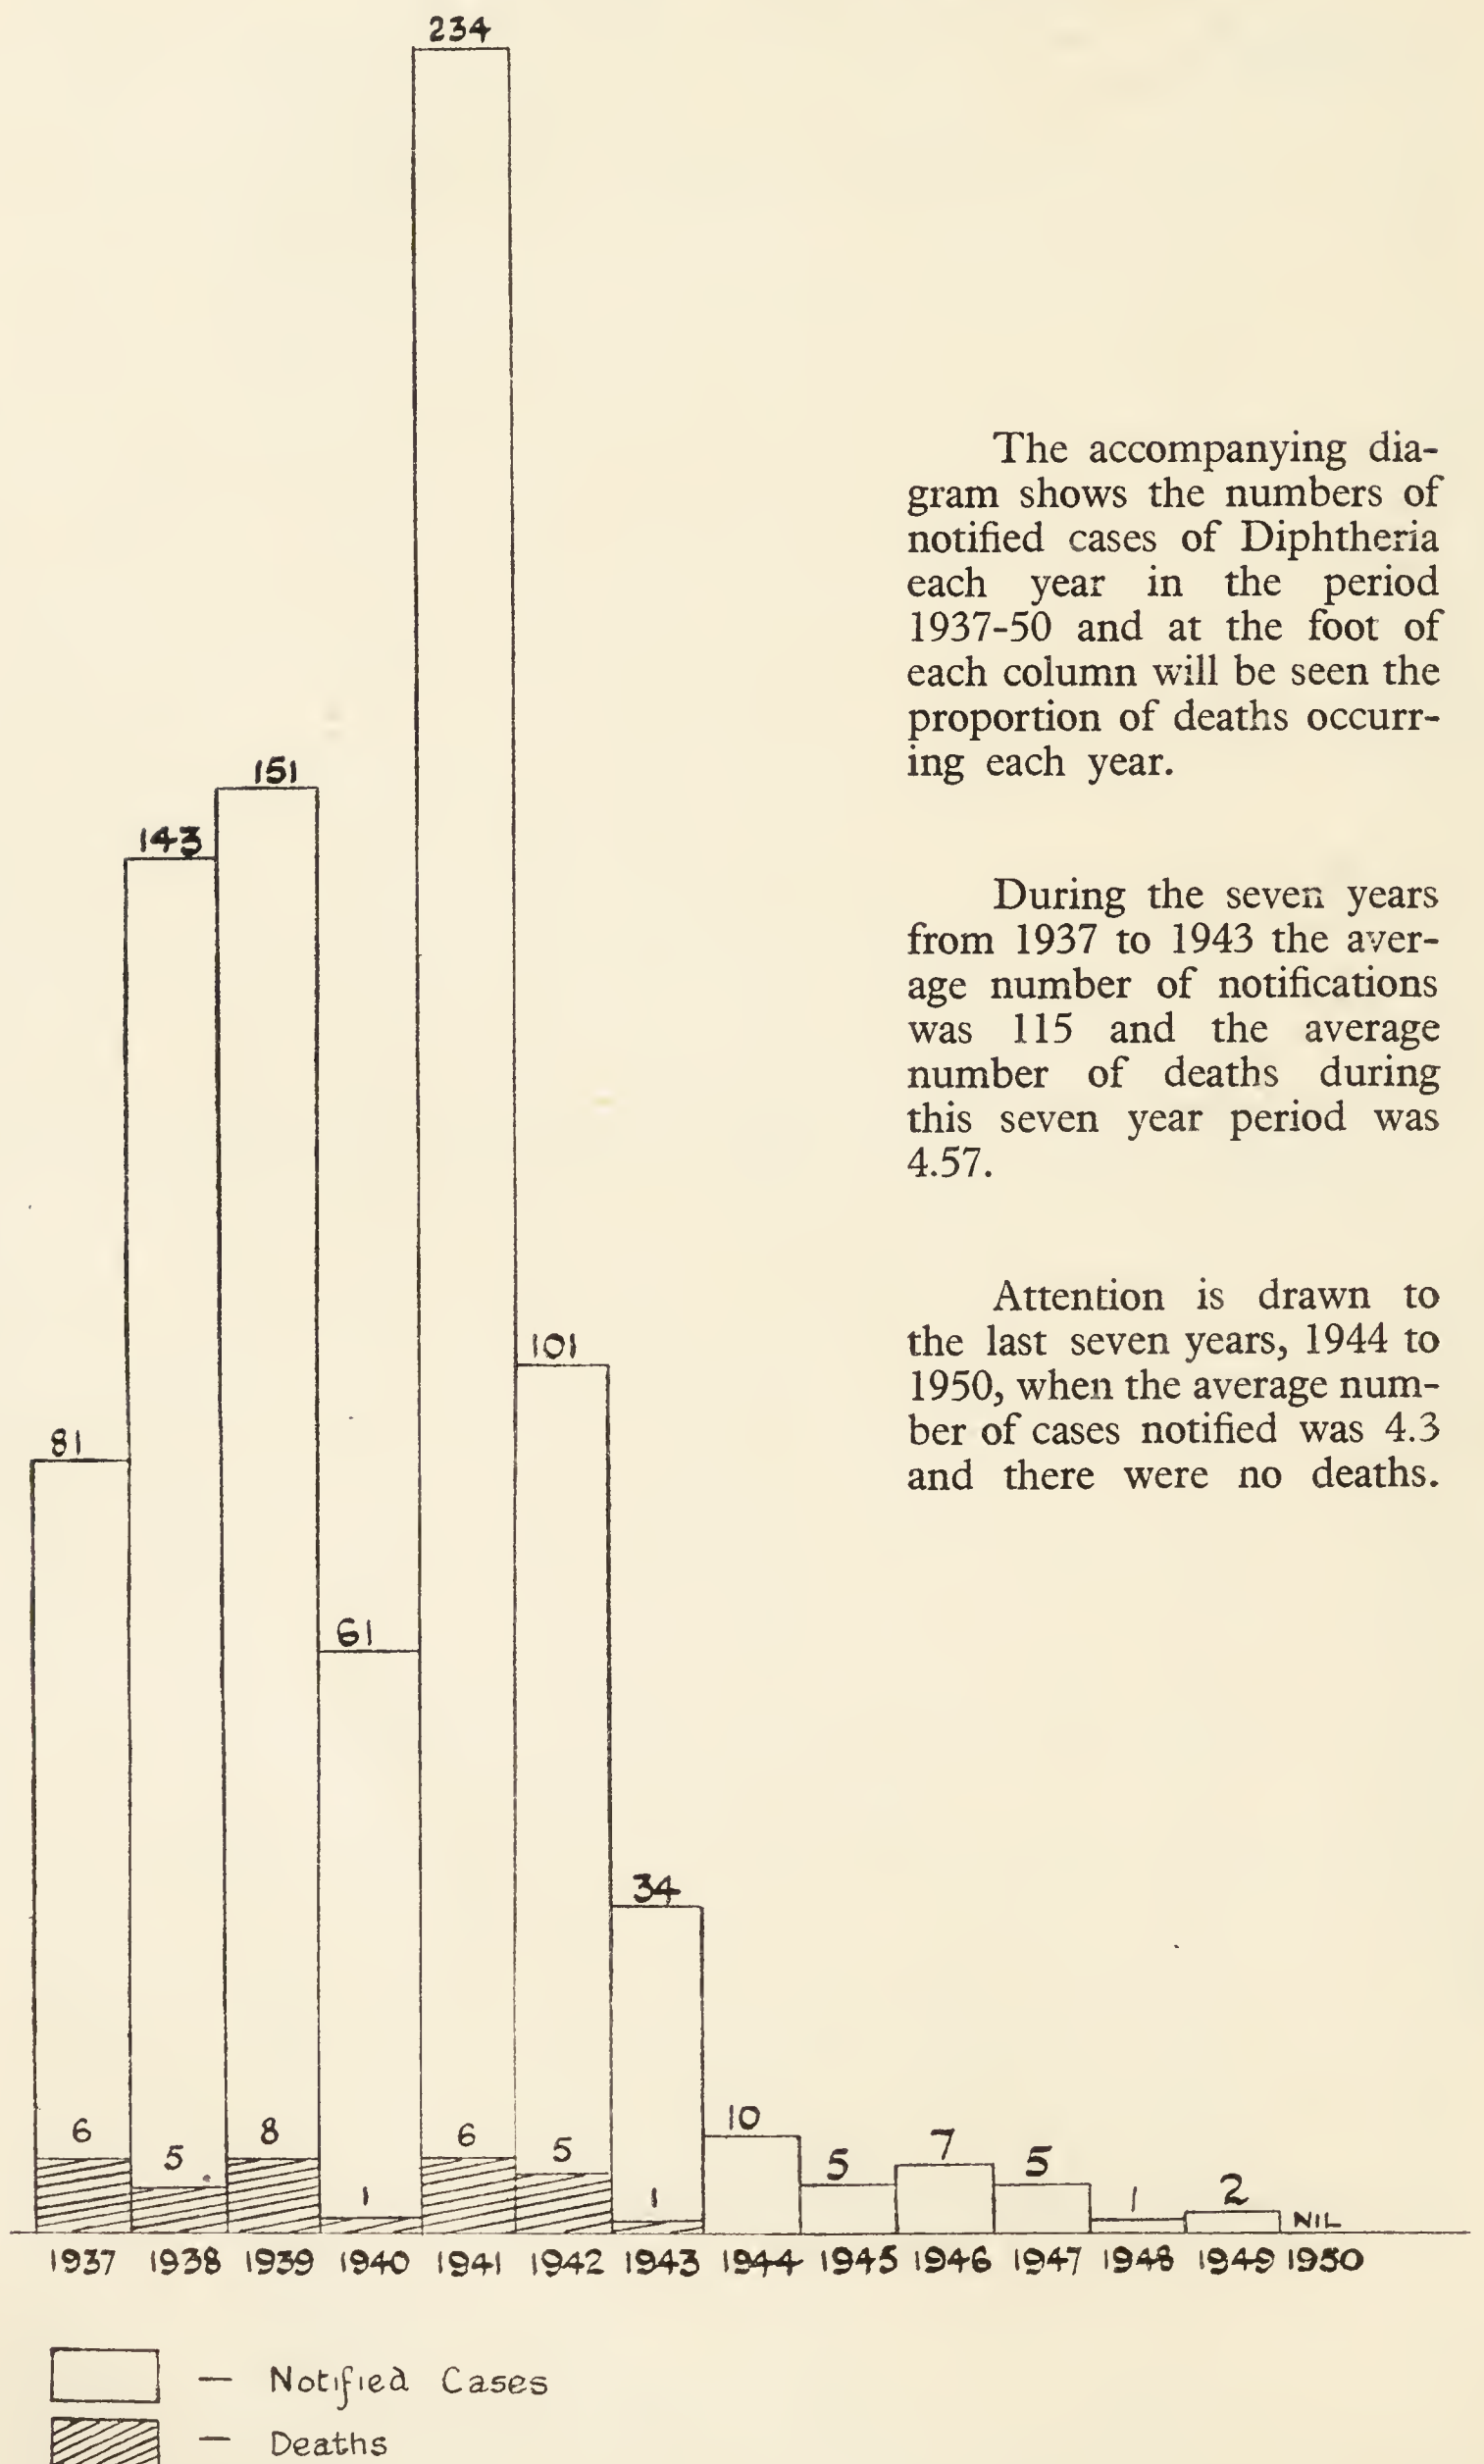 234
The accompanying dia-
gram shows the numbers of
notified cases of Diphtheria
each year in the period
1937-50 and at the foot of
each column will be seen the
proportion of deaths occurr-
ing each year.
151
143
During the seven years
from 1937 to 1943 the aver-
age number of notifications
was 115 and the average
number of deaths during
this seven year period was
4.57.
Attention is drawn to
the last seven years, 1944 to
1950, when the average num-
ber of cases notified was 4.3
and there were no deaths.
101
81
61
34
6 5 8 1 6 5 1 10 5 7 5 1 2 NIL
1937 1938 1939 1940 1941 1942 1943 1944 1945 1946 1947 1948 1949 1950
— Notified Cases
— Deaths